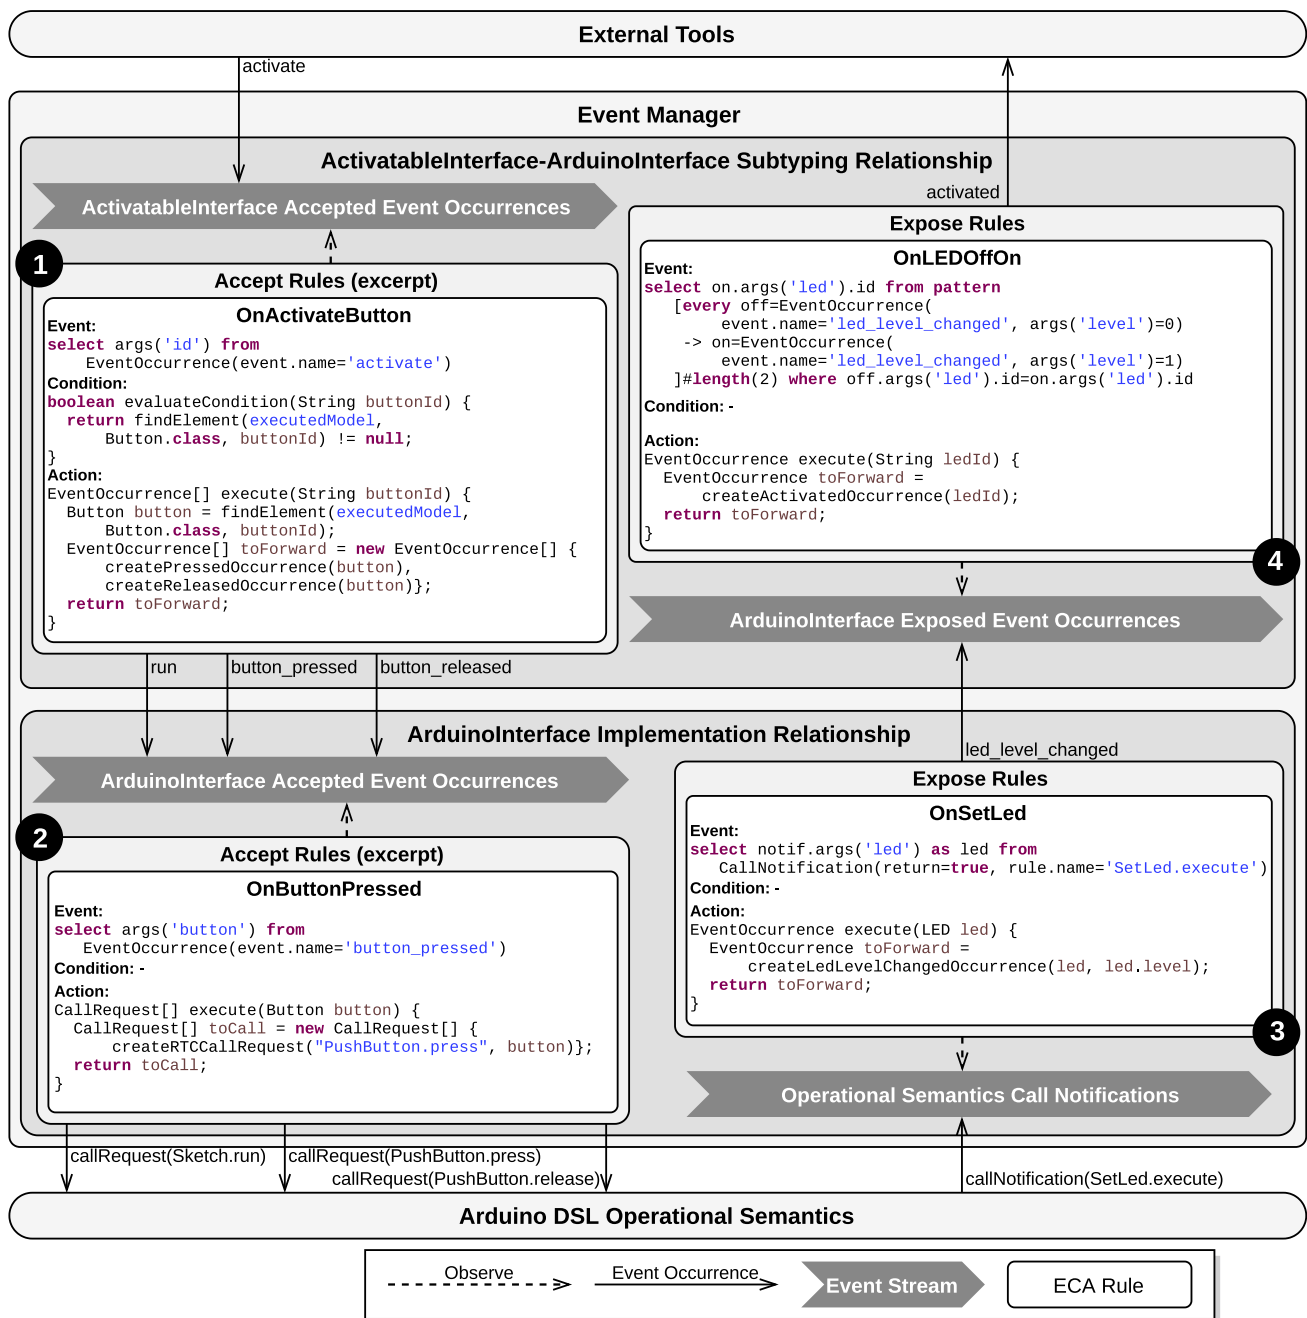 External Tools
activate
Event Manager
ActivatableInterface-ArduinoInterface Subtyping Relationship
ActivatableInterface Accepted Event Occurrences
1
Accept Rules (excerpt)
OnActivateButton
Event:
select args('id') from
    EventOccurrence(event.name='activate')
Condition:
boolean evaluateCondition(String buttonId) {
  return findElement(executedModel,
      Button.class, buttonId) != null;
}
Action:
EventOccurrence[] execute(String buttonId) {
  Button button = findElement(executedModel,
      Button.class, buttonId);
  EventOccurrence[] toForward = new EventOccurrence[] {
      createPressedOccurrence(button),
      createReleasedOccurrence(button)};
  return toForward;
}
activated
Expose Rules
OnLEDOffOn
Event:
select on.args('led').id from pattern
   [every off=EventOccurrence(
        event.name='led_level_changed', args('level')=0)
    -> on=EventOccurrence(
        event.name='led_level_changed', args('level')=1)
   ]#length(2) where off.args('led').id=on.args('led').id
Condition: -
Action:
EventOccurrence execute(String ledId) {
  EventOccurrence toForward =
      createActivatedOccurrence(ledId);
  return toForward;
}
4
ArduinoInterface Exposed Event Occurrences
run
button_pressed
button_released
ArduinoInterface Implementation Relationship
ArduinoInterface Accepted Event Occurrences
2
Accept Rules (excerpt)
OnButtonPressed
Event:
select args('button') from
   EventOccurrence(event.name='button_pressed')
Condition: -
Action:
CallRequest[] execute(Button button) {
  CallRequest[] toCall = new CallRequest[] {
      createRTCCallRequest("PushButton.press", button)};
  return toCall;
}
led_level_changed
Expose Rules
OnSetLed
Event:
select notif.args('led') as led from
   CallNotification(return=true, rule.name='SetLed.execute')
Condition: -
Action:
EventOccurrence execute(LED led) {
  EventOccurrence toForward =
      createLedLevelChangedOccurrence(led, led.level);
  return toForward;
}
3
Operational Semantics Call Notifications
callRequest(Sketch.run)
callRequest(PushButton.press)
callRequest(PushButton.release)
callNotification(SetLed.execute)
Arduino DSL Operational Semantics
Observe
Event Occurrence
Event Stream
ECA Rule